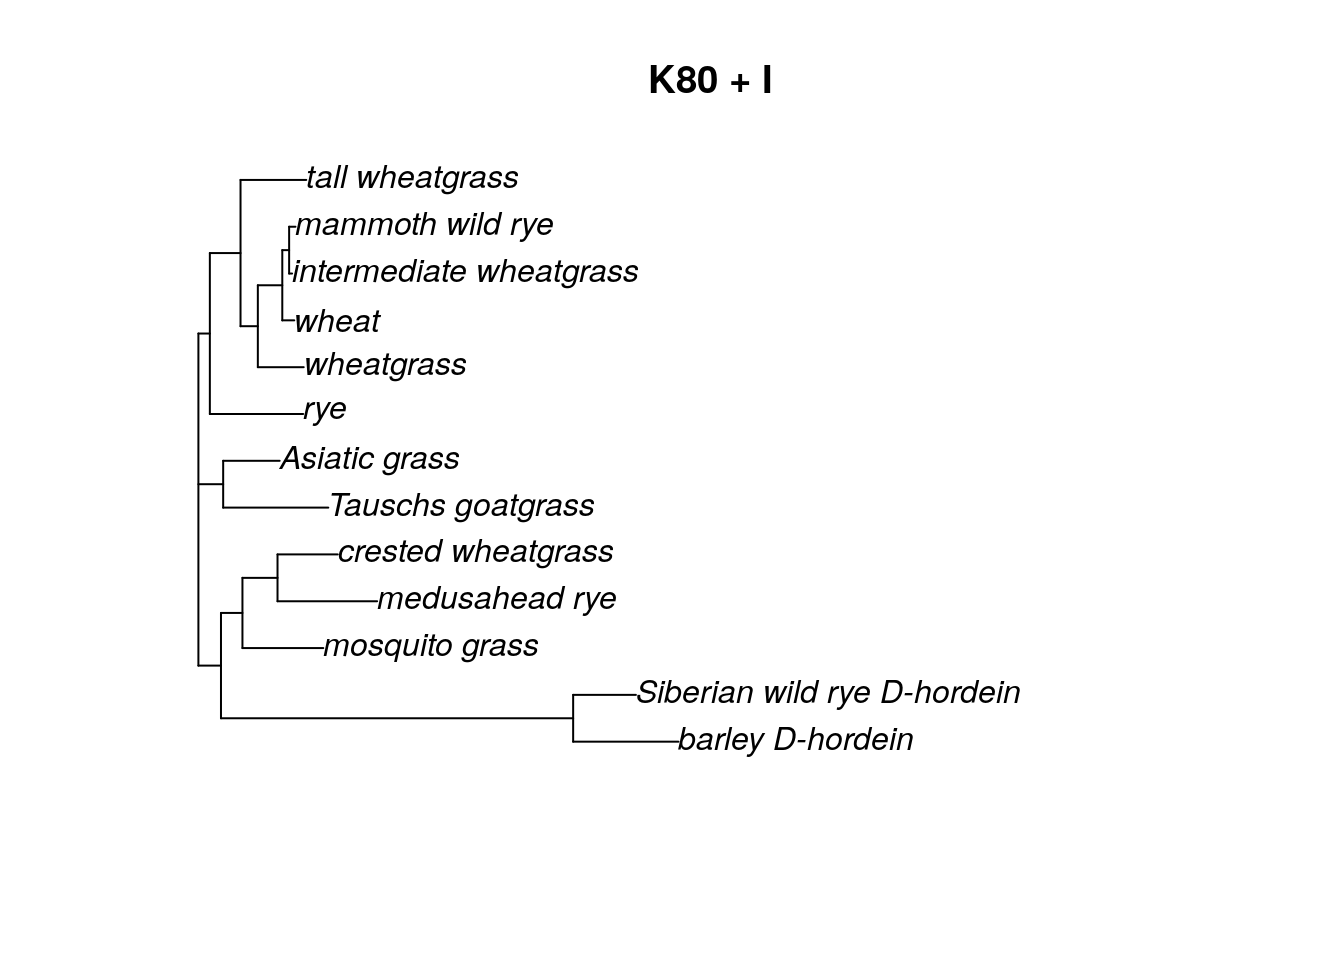 K80 + I
tall wheatgrass
mammoth wild rye
intermediate wheatgrass
wheat
wheatgrass
rye
Asiatic grass
Tauschs goatgrass
crested wheatgrass
medusahead rye
mosquito grass
Siberian wild rye D-hordein
barley D-hordein